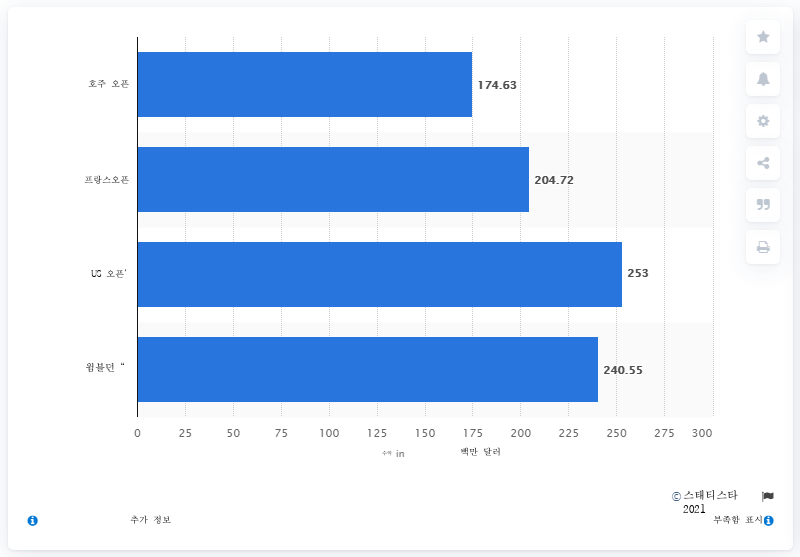 호주 오픈
174.63
프랑스오픈
204.72
US 오픈'
253
윔블던 “
240.55
0 25 50 75 100 125 150 175 200 225 250 275 300
수익 in 백만 달러
© 스태티스타
2021
추가 정보
부족함 표시